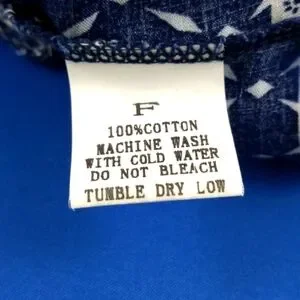 F
100%COTTON
MACHINE WASH
WITH COLD WATER
DO NOT BLEACH
TUMBLE DRY LOW